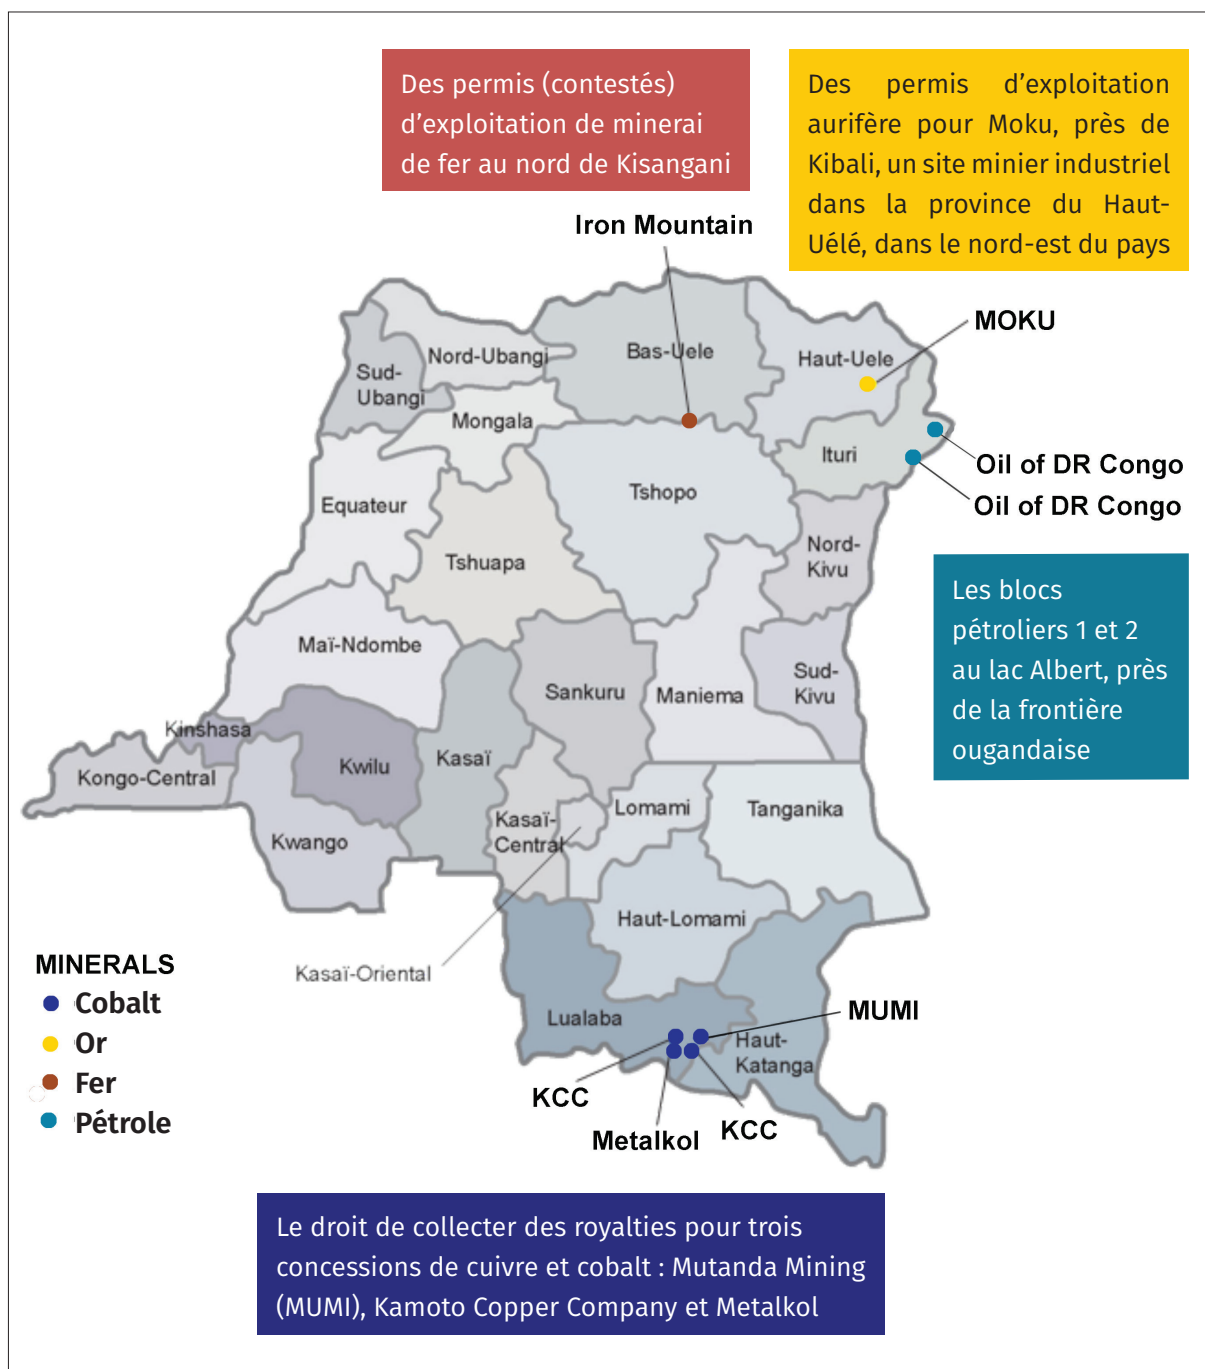 Des permis (contestés)
d’exploitation de minerai
de fer au nord de Kisangani
Des permis d’exploitation
aurifère pour Moku, près de
Kibali, un site minier industriel
dans la province du Haut-
Uélé, dans le nord-est du pays
Iron Mountain
MOKU
Nord-Ubangi
Bas-Uele
Haut-Uele
Sud-
Ubangi
Mongala
Ituri
Oil of DR Congo
Oil of DR Congo
Equateur
Tshopo
Tshuapa
Nord-
Kivu
Les blocs
pétroliers 1 et 2
au lac Albert, près
de la frontière
ougandaise
Maï-Ndombe
Sankuru
Maniema
Sud-
Kivu
Kinshasa
Kongo-Central
Kwilu
Kasaï
Kwango
Kasaï-
Central
Lomami
Tanganika
Haut-Lomami
Kasaï-Oriental
Lualaba
Haut-
Katanga
MUMI
KCC
Metalkol
KCC
MINERALS
Cobalt
Or
Fer
Pétrole
Le droit de collecter des royalties pour trois
concessions de cuivre et cobalt : Mutanda Mining
(MUMI), Kamoto Copper Company et Metalkol